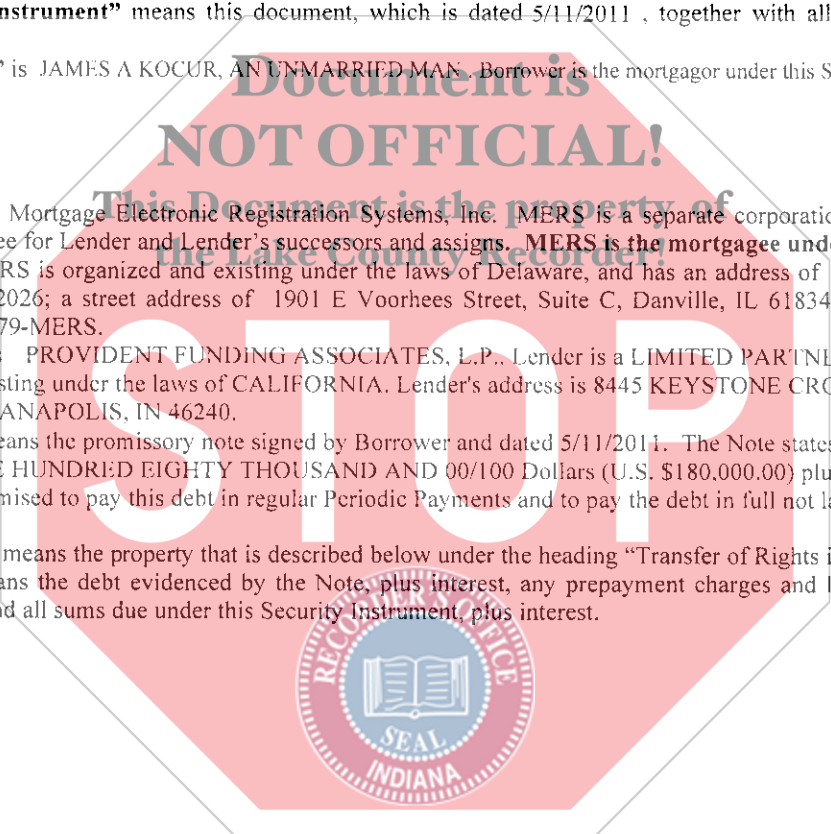 nstrument” means this document, which is dated 5/11/2011 , together with all
” is JAMES A KOCUR, AN UNMARRIED MAN . Borrower is the mortgagor under this S
Document is
NOT OFFICIAL!
This Document is the property of
the Lake County Recorder!
Mortgage Electronic Registration Systems, Inc. MERS is a separate corporatio
ee for Lender and Lender’s successors and assigns. MERS is the mortgagee unde
RS is organized and existing under the laws of Delaware, and has an address of
2026; a street address of 1901 E Voorhees Street, Suite C, Danville, IL 61834
79-MERS.
STOP
PROVIDENT FUNDING ASSOCIATES, L.P.. Lender is a LIMITED PARTNE
sting under the laws of CALIFORNIA. Lender's address is 8445 KEYSTONE CRO
ANAPOLIS, IN 46240.
eans the promissory note signed by Borrower and dated 5/11/2011. The Note states
E HUNDRED EIGHTY THOUSAND AND 00/100 Dollars (U.S. $180,000.00) plu
mised to pay this debt in regular Periodic Payments and to pay the debt in full not la
means the property that is described below under the heading “Transfer of Rights i
ans the debt evidenced by the Note, plus interest, any prepayment charges and l
nd all sums due under this Security Instrument, plus interest.
RECORDER'S OFFICE
SEAL
INDIANA